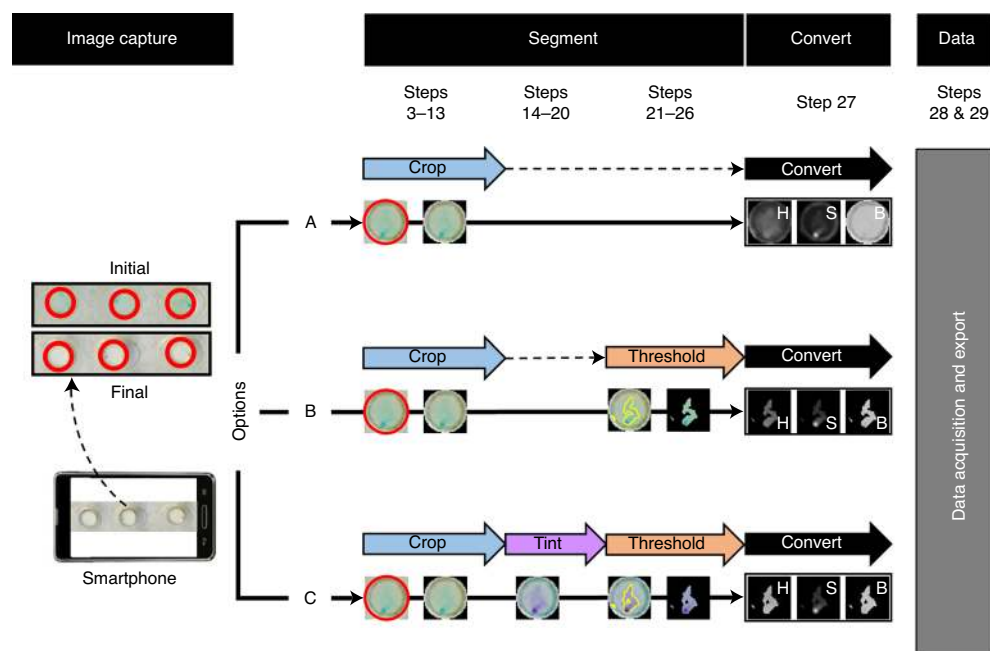 Image capture
Segment
Convert
Data
Steps
3–13
Steps
14–20
Steps
21–26
Step 27
Steps
28 & 29
Crop
Convert
A
H
S
B
Initial
Final
Smartphone
Options
Crop
Threshold
Convert
B
H
S
B
Crop
Tint
Threshold
Convert
C
H
S
B
Data acquisition and export